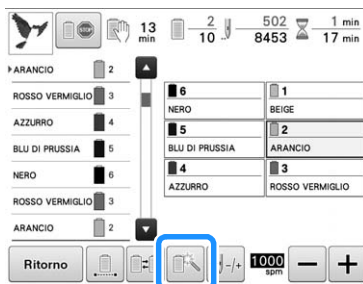 13 min
2 / 10
502 / 8453
1 min / 17 min
ARANCIO 2
ROSSO VERMIGLIO 3
AZZURRO 4
BLU DI PRUSSIA 5
NERO 6
ROSSO VERMIGLIO 3
ARANCIO 2
6 NERO
1 BEIGE
5 BLU DI PRUSSIA
2 ARANCIO
4 AZZURRO
3 ROSSO VERMIGLIO
Ritorno
-/+
1000 spm
− +